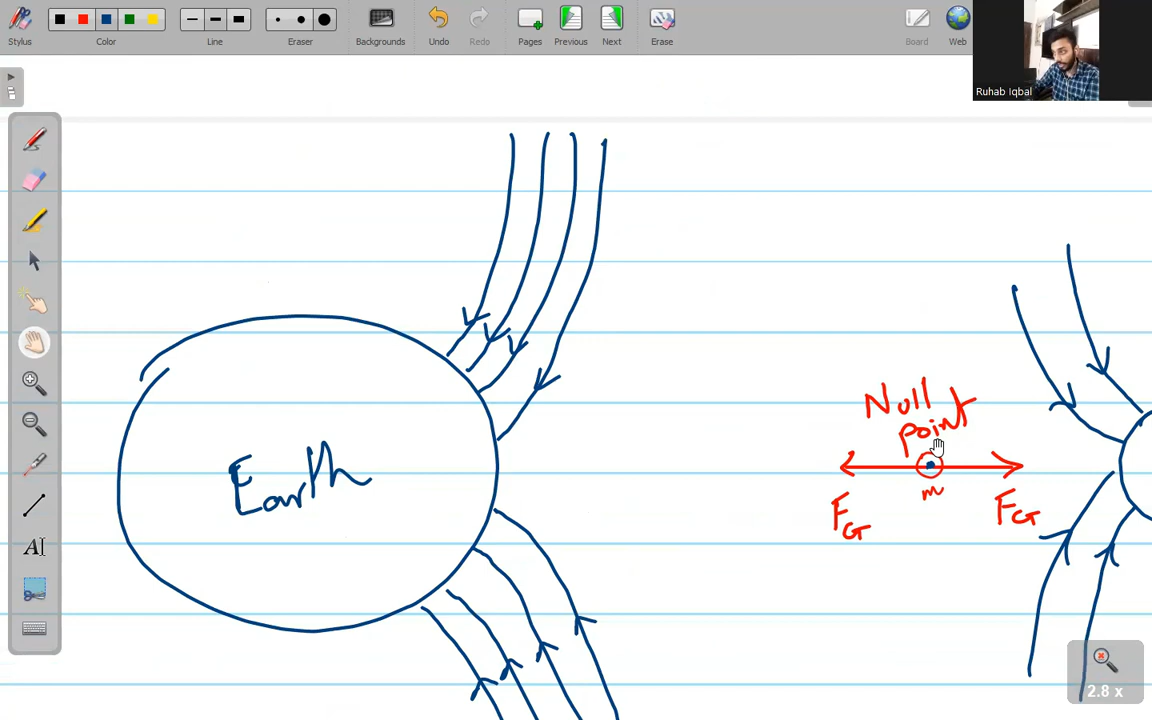 Stylus
Color
Line
Eraser
Backgrounds
Undo
Redo
Pages
Previous
Next
Erase
Board
Web
Ruhab Iqbal
Null
point
m
FG
FG
Earth
A
2.8 x